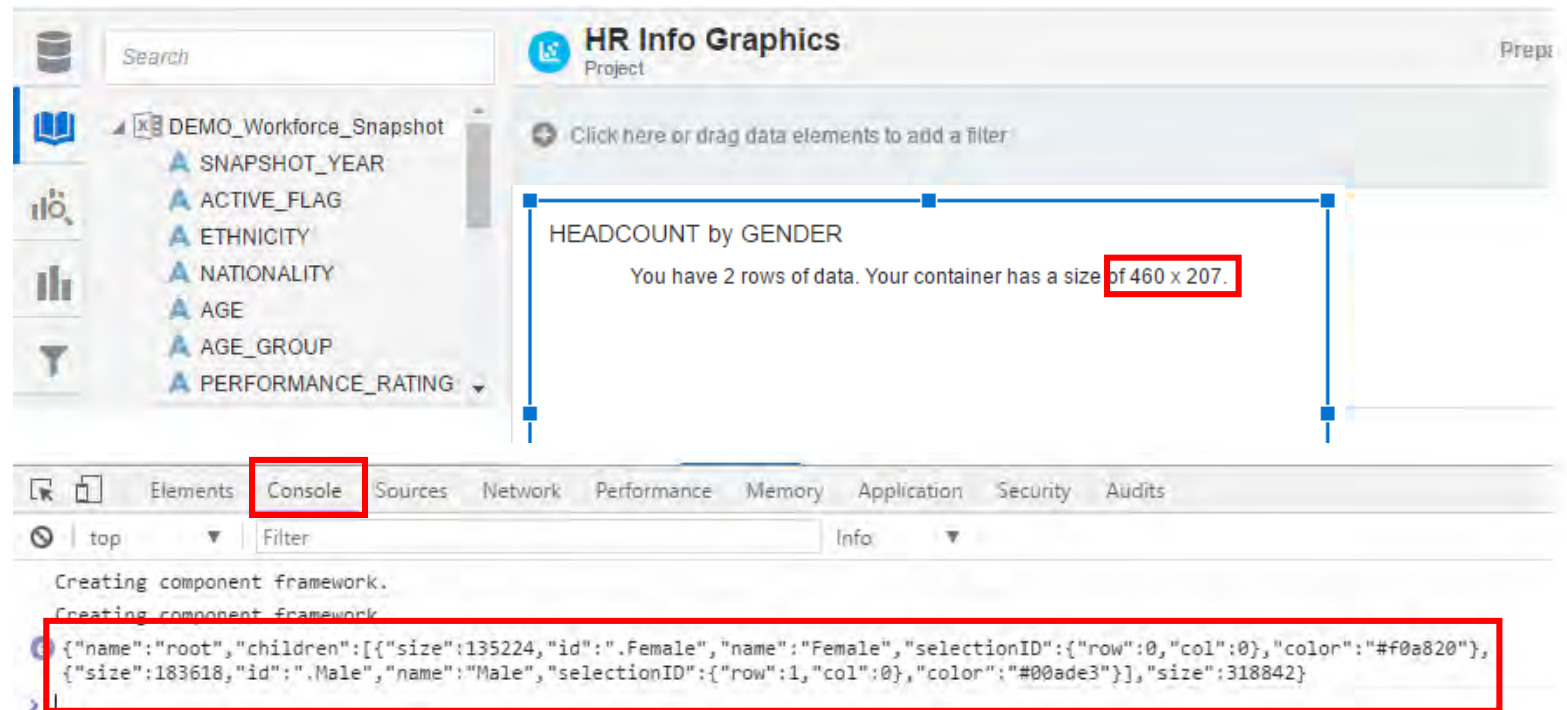 Search
HR Info Graphics
Project
DEMO_Workforce_Snapshot
SNAPSHOT_YEAR
ACTIVE_FLAG
ETHNICITY
NATIONALITY
AGE
AGE_GROUP
PERFORMANCE_RATING
Click here or drag data elements to add a filter
HEADCOUNT by GENDER
You have 2 rows of data. Your container has a size of 460 x 207.
Elements Console Sources Network Performance Memory Application Security Audits
top Filter Info
Creating component framework.
Creating component framework
{"name":"root","children":[{"size":135224,"id":".Female","name":"Female","selectionID":{"row":0,"col":0},"color":"#f0a820"},
{"size":183618,"id":".Male","name":"Male","selectionID":{"row":1,"col":0},"color":"#00ade3"}],"size":318842}